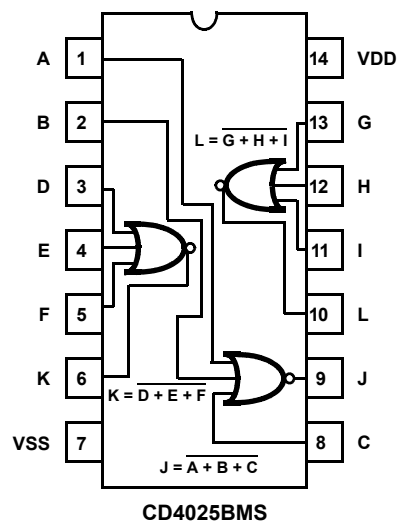 A 1 14 VDD
B 2 13 G
L = G + H + I
D 3 12 H
E 4 11 I
F 5 10 L
K 6 9 J
K = D + E + F
VSS 7 8 C
J = A + B + C
CD4025BMS